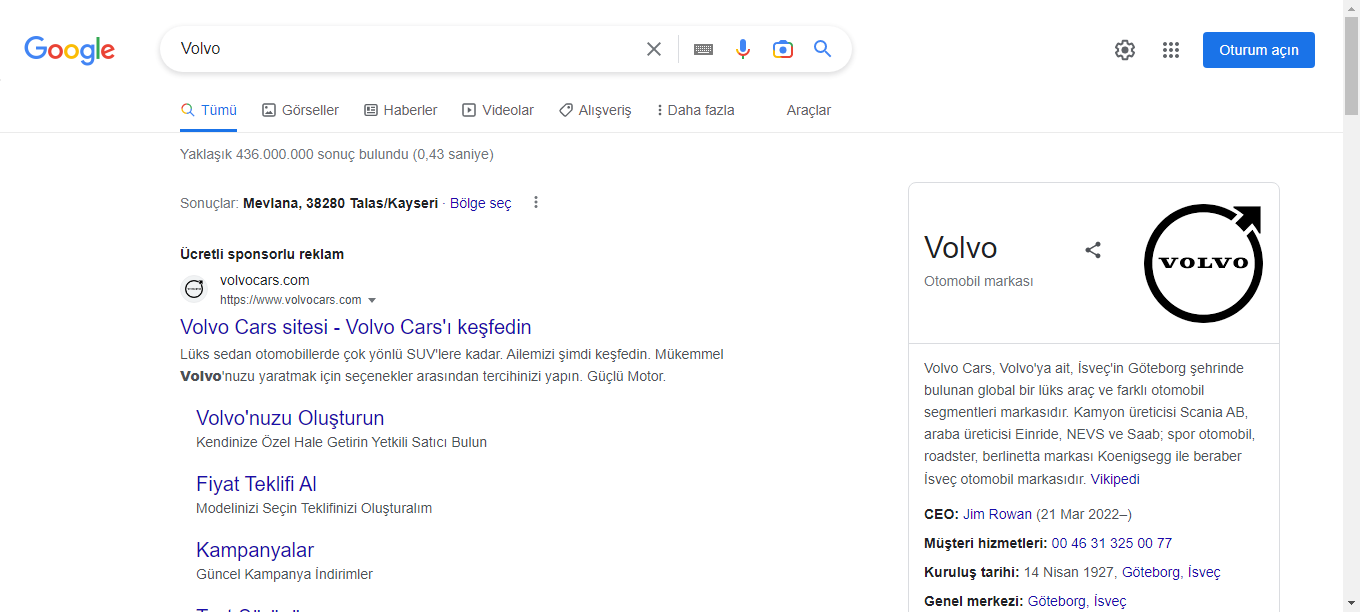 Google
Volvo
Oturum açın
Tümü
Görseller
Haberler
Videolar
Alışveriş
Daha fazla
Araçlar
Yaklaşık 436.000.000 sonuç bulundu (0,43 saniye)
Sonuçlar: Mevlana, 38280 Talas/Kayseri · Bölge seç
Ücretli sponsorlu reklam
volvocars.com
https://www.volvocars.com
Volvo Cars sitesi - Volvo Cars'ı keşfedin
Lüks sedan otomobillerde çok yönlü SUV'lere kadar. Ailemizi şimdi keşfedin. Mükemmel
Volvo'nuzu yaratmak için seçenekler arasından tercihinizi yapın. Güçlü Motor.
Volvo'nuzu Oluşturun
Kendinize Özel Hale Getirin Yetkili Satıcı Bulun
Fiyat Teklifi Al
Modelinizi Seçin Teklifinizi Oluşturalım
Kampanyalar
Güncel Kampanya İndirimler
Volvo
Otomobil markası
VOLVO
Volvo Cars, Volvo'ya ait, İsveç'in Göteborg şehrinde
bulunan global bir lüks araç ve farklı otomobil
segmentleri markasıdır. Kamyon üreticisi Scania AB,
araba üreticisi Einride, NEVS ve Saab; spor otomobil,
roadster, berlinetta markası Koenigsegg ile beraber
İsveç otomobil markasıdır. Vikipedi
CEO: Jim Rowan (21 Mar 2022–)
Müşteri hizmetleri: 00 46 31 325 00 77
Kuruluş tarihi: 14 Nisan 1927, Göteborg, İsveç
Genel merkezi: Göteborg, İsveç